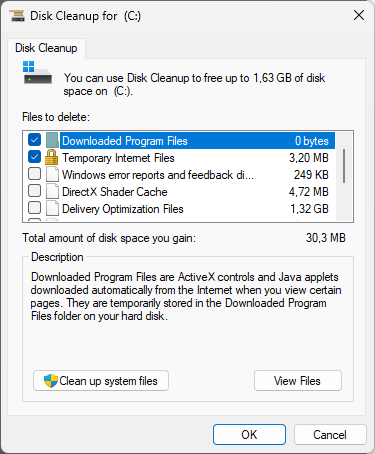 Disk Cleanup for  (C:)
Disk Cleanup
You can use Disk Cleanup to free up to 1,63 GB of disk
space on  (C:).
Files to delete:
Downloaded Program Files 0 bytes
Temporary Internet Files 3,20 MB
Windows error reports and feedback di... 249 KB
DirectX Shader Cache 4,72 MB
Delivery Optimization Files 1,32 GB
Total amount of disk space you gain: 30,3 MB
Description
Downloaded Program Files are ActiveX controls and Java applets
downloaded automatically from the Internet when you view certain
pages. They are temporarily stored in the Downloaded Program
Files folder on your hard disk.
Clean up system files View Files
OK Cancel